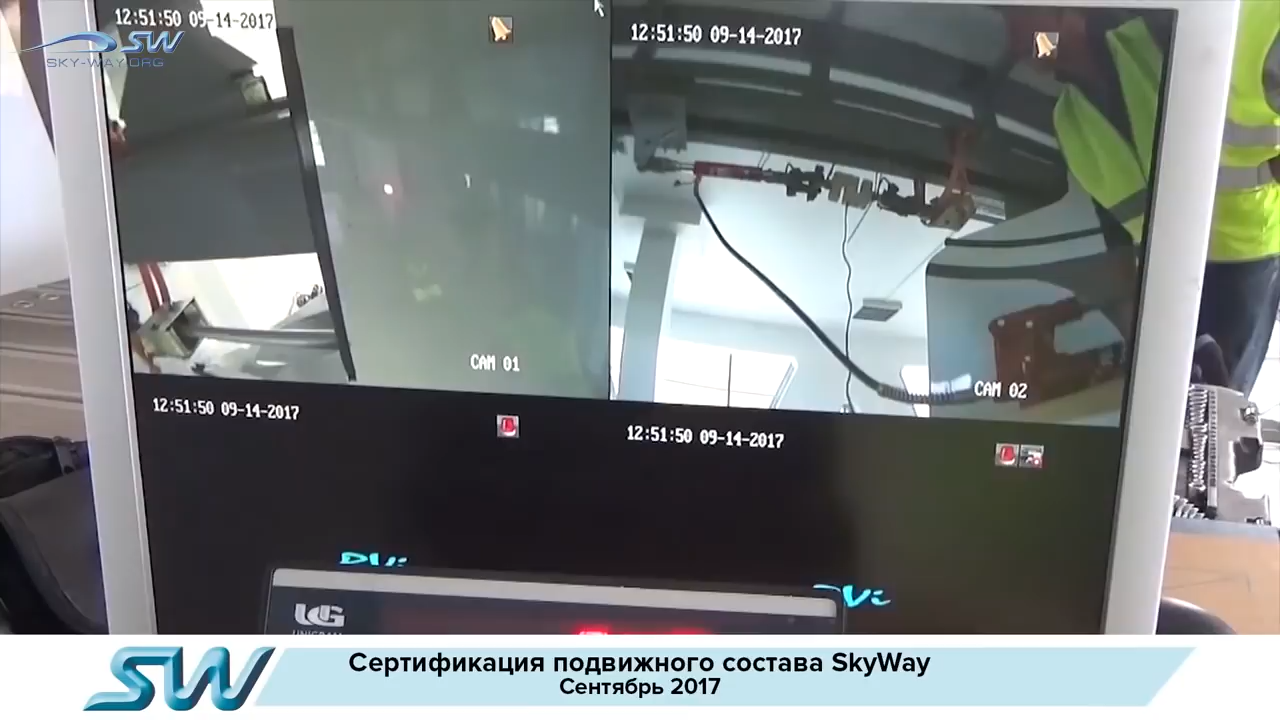 12:51:50 09-14-2017
SW
SKY-WAY.ORG
12:51:50 09-14-2017
CAM 01
CAM 02
12:51:50 09-14-2017
12:51:50 09-14-2017
UG
SW
Сертификация подвижного состава SkyWay
Сентябрь 2017